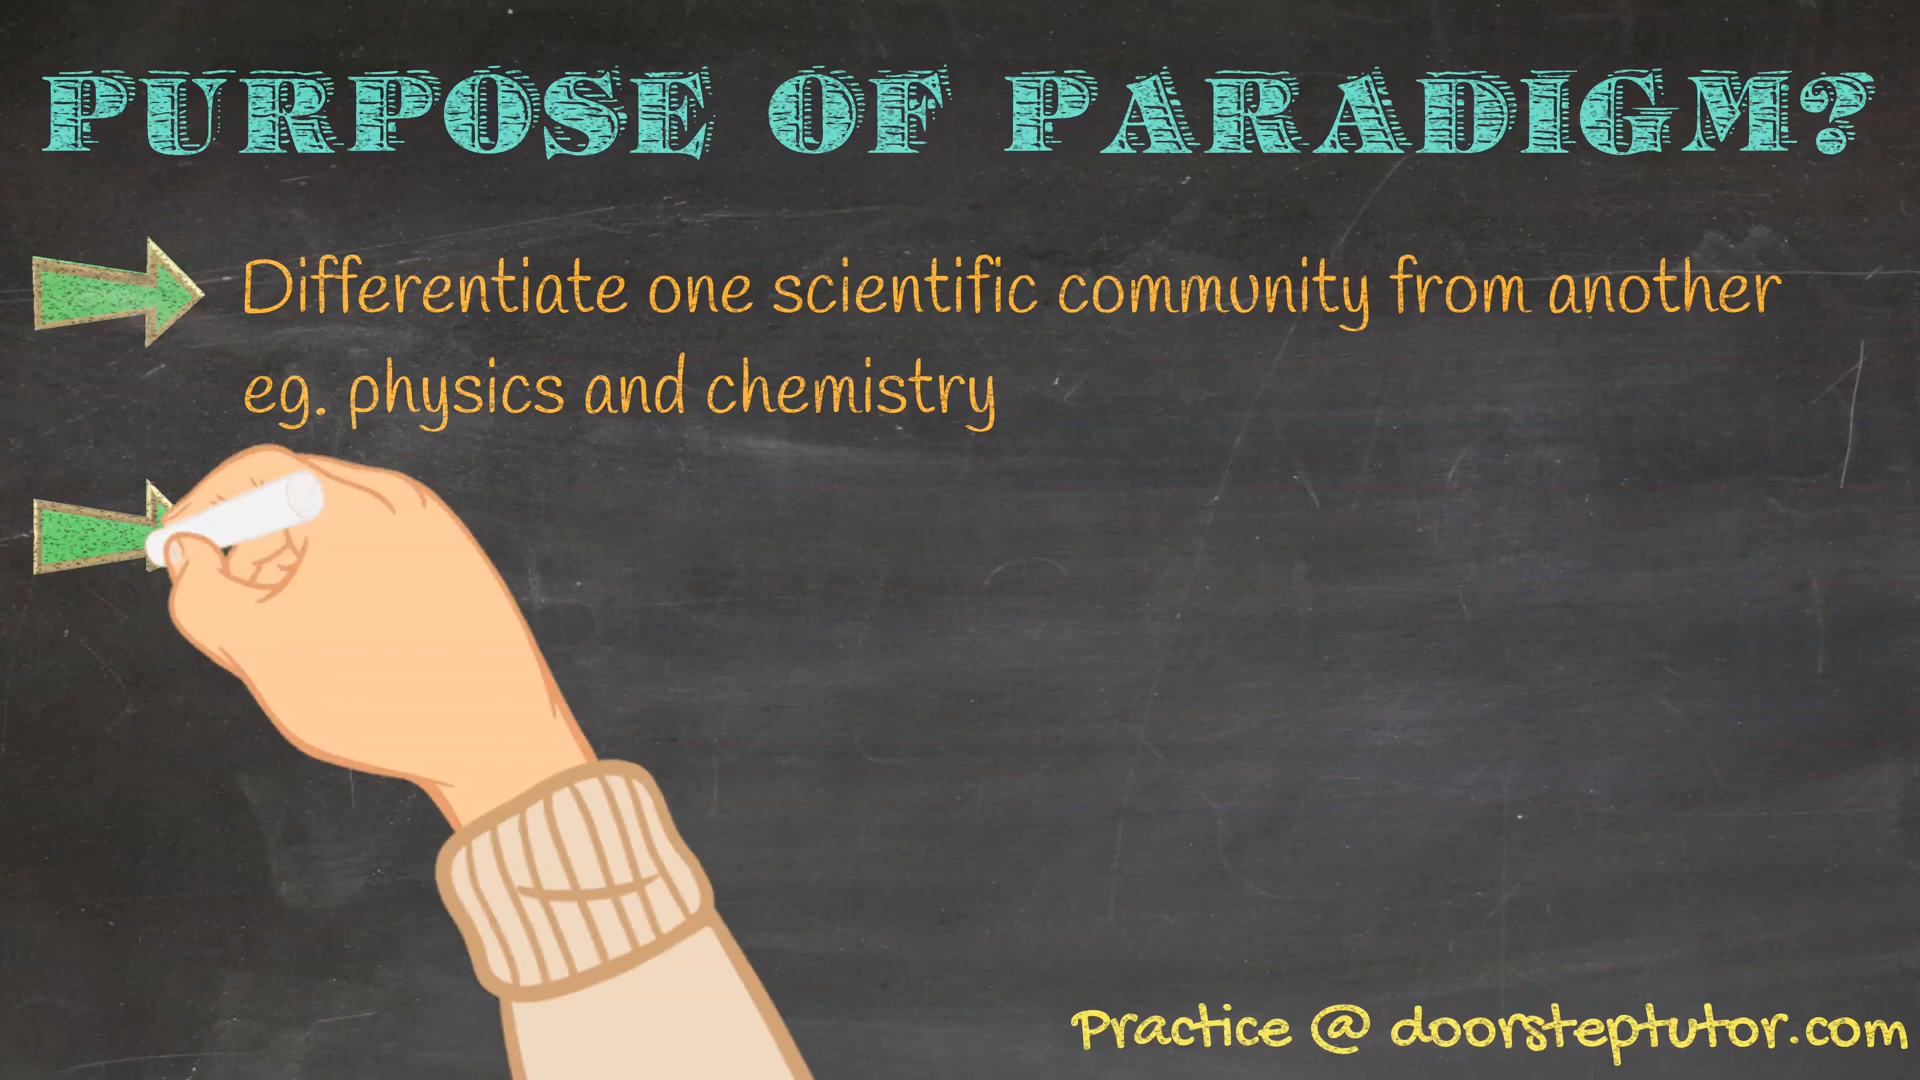 PURPOSE OF PARADIGM?
Differentiate one scientific community from another
eg. physics and chemistry
Practice @ doorsteptutor.com